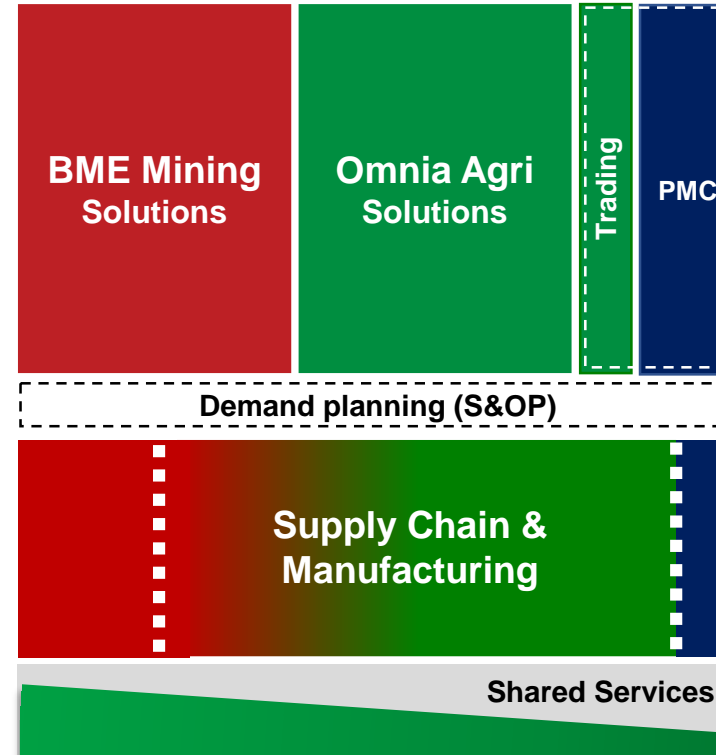 BME Mining
Solutions
Omnia Agri
Solutions
Trading
PMC
Demand planning (S&OP)
Supply Chain &
Manufacturing
Shared Services